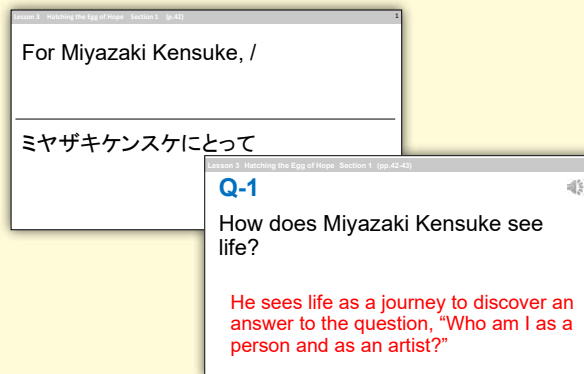 Lesson 3 Hatching the Egg of Hope Section 1 (p.42)
1
For Miyazaki Kensuke, /
ミヤザキケンスケにとって
Lesson 3 Hatching the Egg of Hope Section 1 (pp.42-43)
Q-1
How does Miyazaki Kensuke see
life?
He sees life as a journey to discover an
answer to the question, “Who am I as a
person and as an artist?”